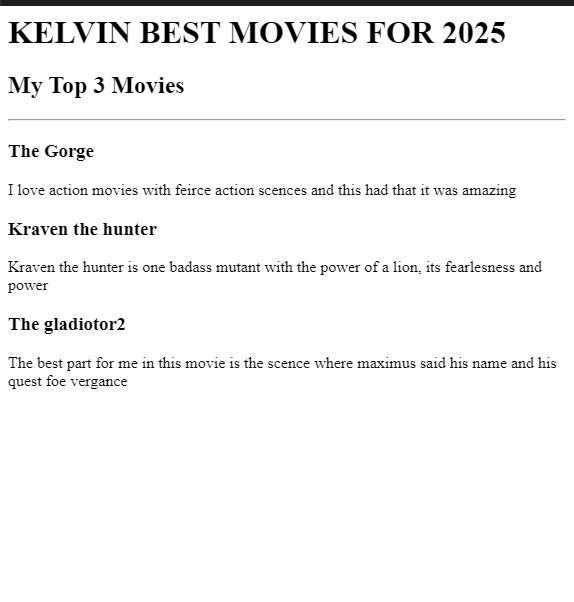 KELVIN BEST MOVIES FOR 2025
My Top 3 Movies
The Gorge
I love action movies with feirce action scences and this had that it was amazing
Kraven the hunter
Kraven the hunter is one badass mutant with the power of a lion, its fearlesness and
power
The gladiotor2
The best part for me in this movie is the scence where maximus said his name and his
quest foe vergance